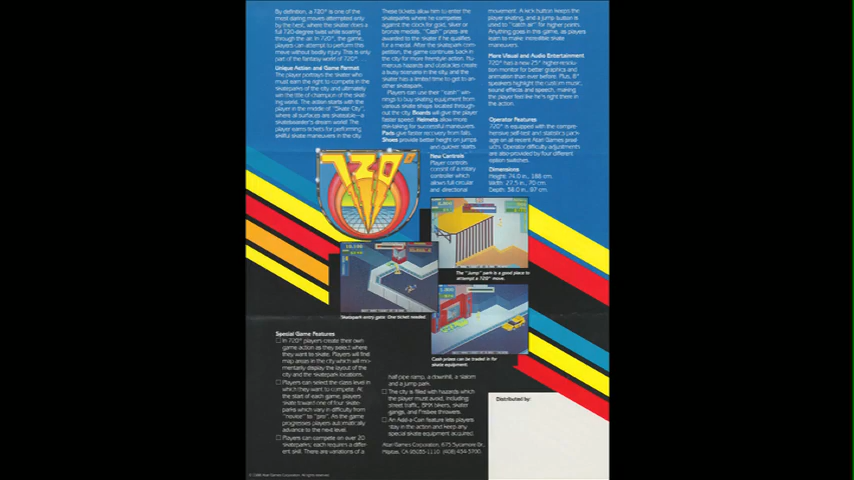 By definition, a 720° is one of the
most daring moves attempted only
by the best, where the skater does a
full 720-degree twist while soaring
through the air. In 720°, the game,
players can attempt to perform this
move without bodily injury. This is only
part of the fantasy world of 720° . . .
Unique Action and Game Format
The player portrays the skater who
must earn the right to compete in the
skateparks of the city and ultimately
win the title of champion of the skat-
ing world. The action starts with the
player in the middle of "Skate City",
where all surfaces are skateable—a
skateboarder's dream world! The
player earns tickets for performing
skillful skate maneuvers in the city.
These tickets allow him to enter the
skateparks where he competes
against the clock for gold, silver or
bronze medals. "Cash" prizes are
awarded to the skater if he qualifies
for a medal. After the skatepark com-
petition, the game continues back in
the city for more freestyle action. Nu-
merous hazards and obstacles create
a busy streetscene in the city, and the
skater has a limited time to get to an-
other skatepark.
Players can use their "cash" win-
nings to buy skating equipment from
various skate shops located through-
out the city. Boards will give the player
faster speed. Helmets allow more
risk-taking for successful maneuvers.
Pads give faster recovery from falls.
Shoes provide better height on jumps
and quicker starts.
New Controls
Player controls
consist of a rotary
controller which
allows full circular
and directional
movement. A kick button keeps the
player skating, and a jump button is
used to "catch air" for higher points.
Anything goes in this game, as players
learn to make incredible skate
maneuvers.
More Visual and Audio Entertainment
720° has a new 25" higher-resolu-
tion monitor for better graphics and
animation than ever before. Plus, 8"
speakers highlight the custom music,
sound effects and speech, making
the player feel like he's right there in
the action.
Operator Features
720° is equipped with the compre-
hensive self-test and statistics pack-
age on all recent Atari Games prod-
ucts. Operator difficulty adjustments
are also provided by four different
option switches.
Dimensions
Height: 74.0 in., 188 cm.
Width: 27.5 in., 70 cm.
Depth: 38.0 in., 97 cm.
720°
The "Jump" park is a good place to
attempt a 720° move.
Skatepark entry gate: One ticket needed.
Cash prizes can be traded in for
skate equipment.
Special Game Features
☐ In 720° players create their own
game action as they select where
they want to skate. Players will find
map areas in the city which will mo-
mentarily display the layout of the
city and the skatepark locations.
☐ Players can select the class level in
which they want to compete. At
the start of each game, players
skate toward one of four skate-
parks which vary in difficulty from
"novice" to "pro". As the game
progresses players automatically
advance to the next level.
☐ Players can compete on over 20
skateparks; each requires a differ-
ent skill. There are variations of a
half-pipe ramp, a downhill, a slalom
and a jump park.
☐ The city is filled with hazards which
the player must avoid, including
street traffic, BMX bikers, skater
gangs, and Frisbee throwers.
☐ An Add-a-Coin feature lets players
stay in the action and keep any
special skate equipment acquired.
Atari Games Corporation, 675 Sycamore Dr.,
Milpitas, CA 95035-1110 (408) 434-3700
Distributed by:
© 1986 Atari Games Corporation. All rights reserved.